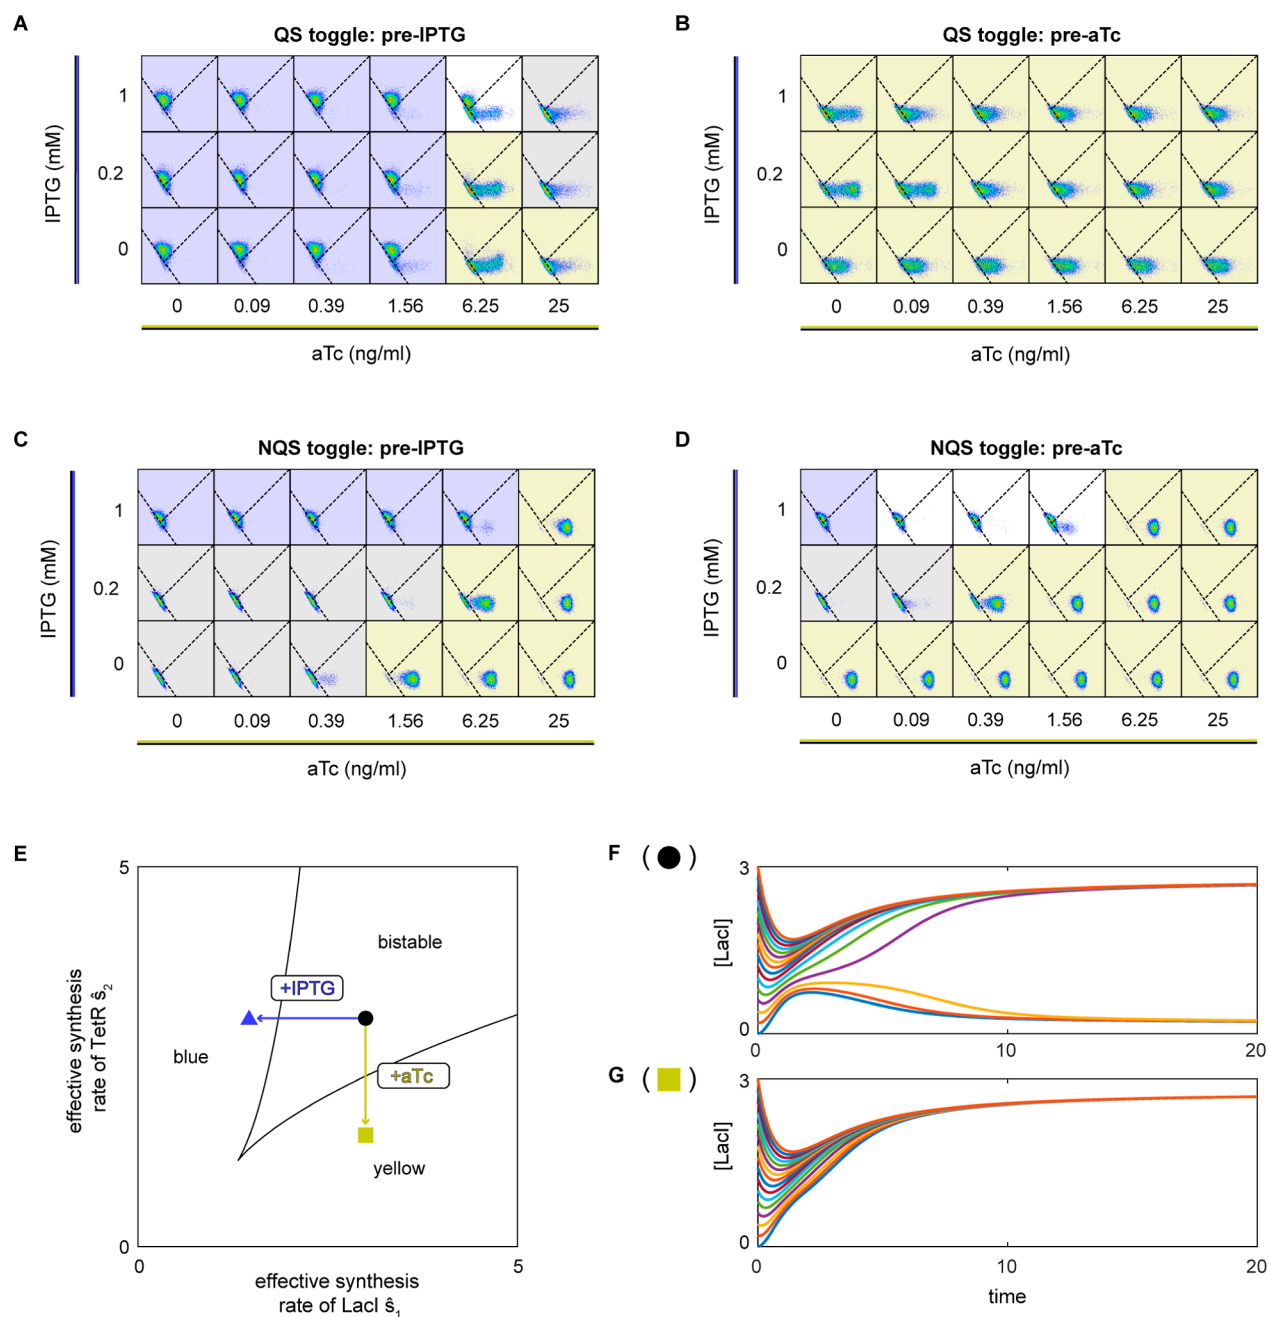 A
QS toggle: pre-IPTG
IPTG (mM)
1
0.2
0
0 0.09 0.39 1.56 6.25 25
aTc (ng/ml)
B
QS toggle: pre-aTc
IPTG (mM)
1
0.2
0
0 0.09 0.39 1.56 6.25 25
aTc (ng/ml)
C
NQS toggle: pre-IPTG
IPTG (mM)
1
0.2
0
0 0.09 0.39 1.56 6.25 25
aTc (ng/ml)
D
NQS toggle: pre-aTc
IPTG (mM)
1
0.2
0
0 0.09 0.39 1.56 6.25 25
aTc (ng/ml)
E
5
bistable
+IPTG
blue
+aTc
yellow
0
0 5
effective synthesis
rate of TetR ŝ₂
effective synthesis
rate of LacI ŝ₁
F ( )
3
[LacI]
0
0 10 20
G ( )
3
[LacI]
0
0 10 20
time